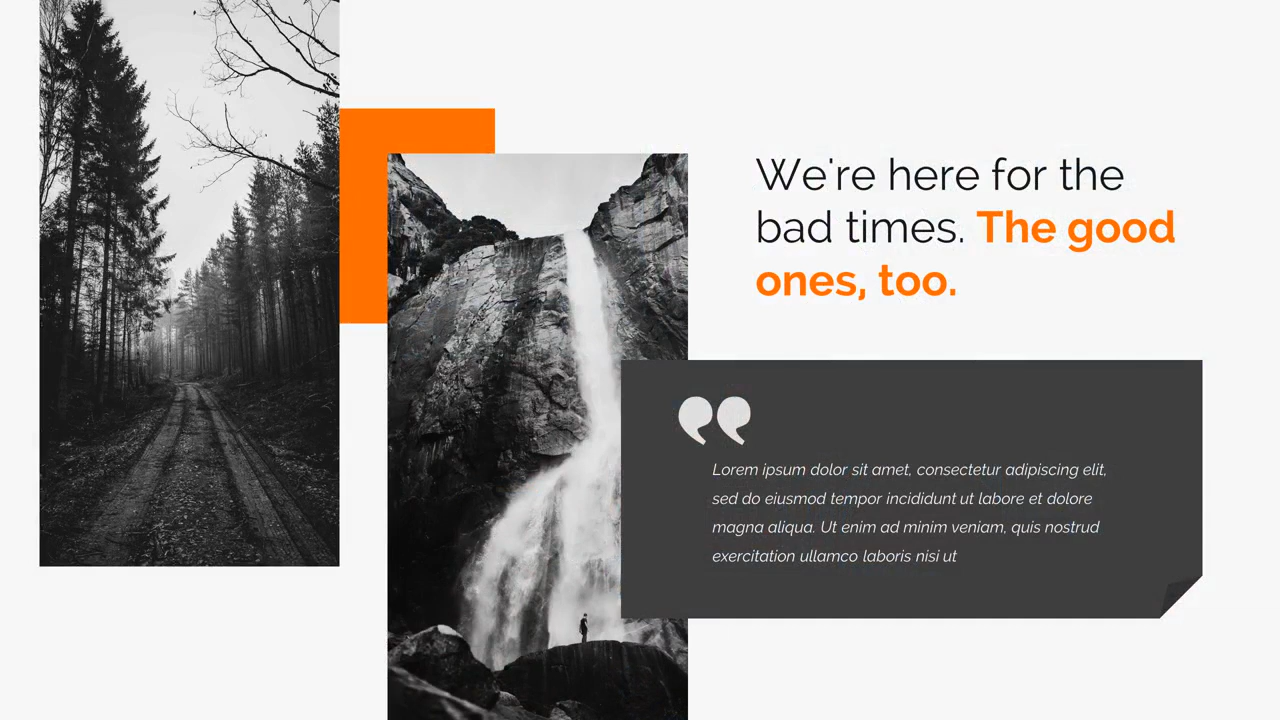 We're here for the
bad times. The good
ones, too.
❟❟
Lorem ipsum dolor sit amet, consectetur adipiscing elit,
sed do eiusmod tempor incididunt ut labore et dolore
magna aliqua. Ut enim ad minim veniam, quis nostrud
exercitation ullamco laboris nisi ut